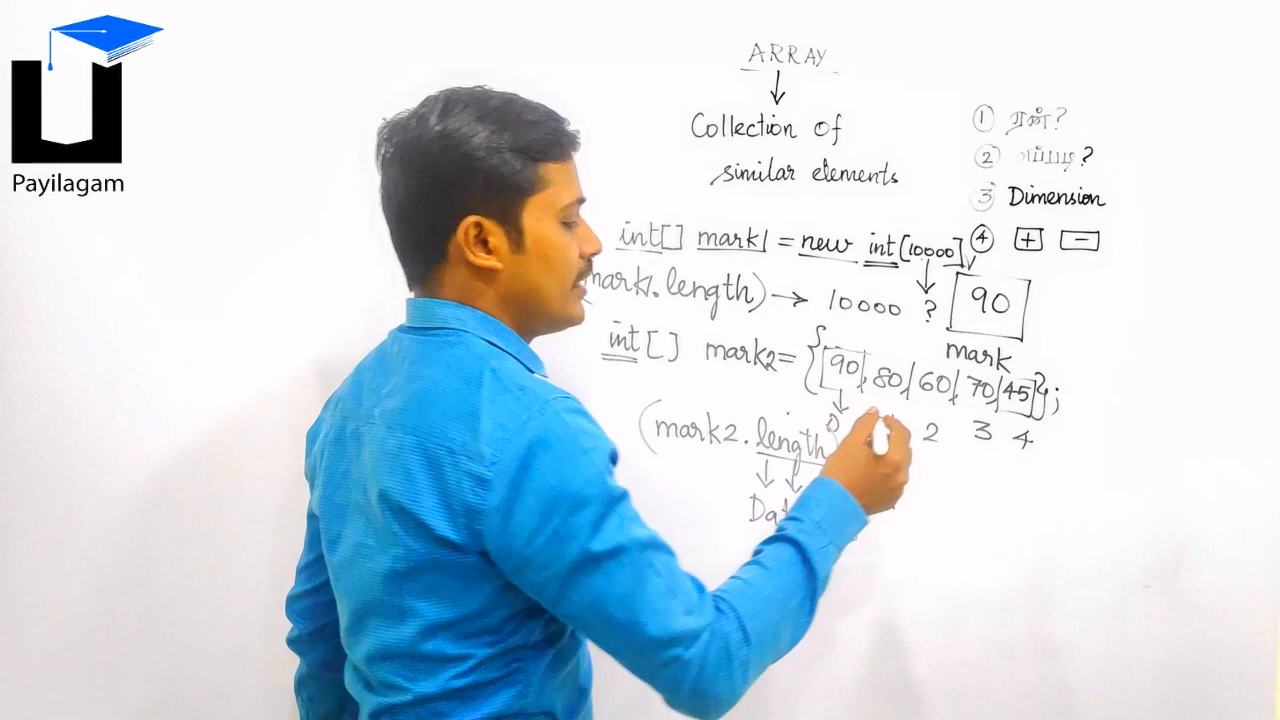 Payilagam
ARRAY
Collection of
similar elements
① ஏன்?
② எப்படி?
③ Dimension
④ + −
int[] mark1 = new int[10000]
mark1.length) → 10000 ?
90
mark
int[] mark2= {90, 80, 60, 70, 45};
0 2 3 4
(mark2.length